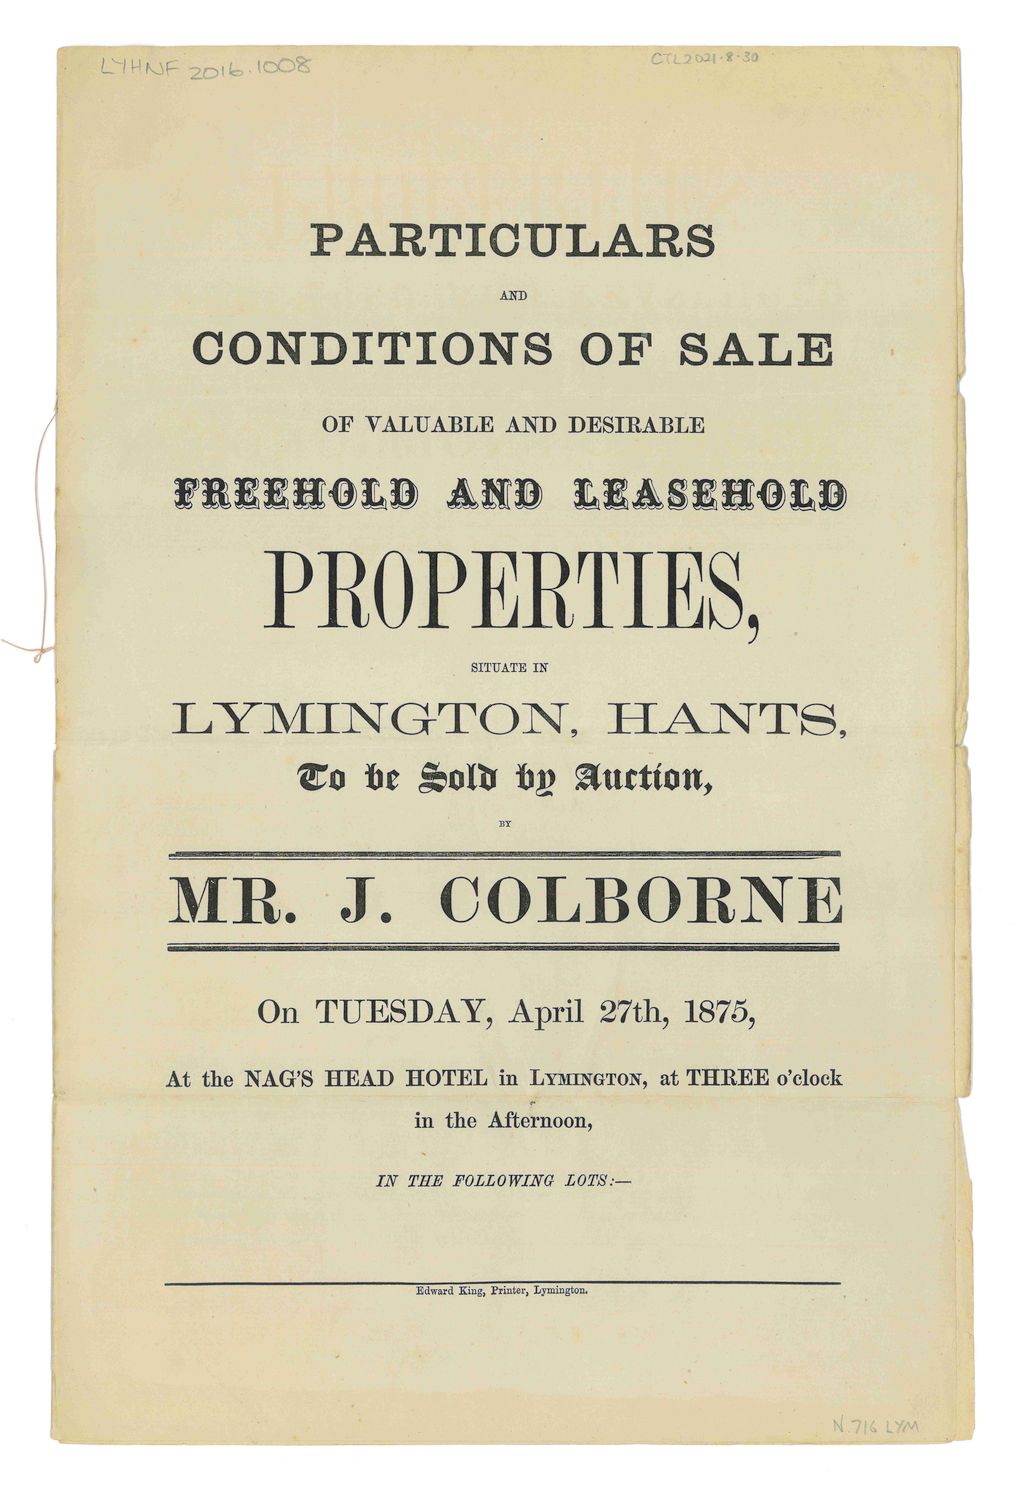 LYHNF 2016.1008
CTL2021.8.30
PARTICULARS
AND
CONDITIONS OF SALE
OF VALUABLE AND DESIRABLE
FREEHOLD AND LEASEHOLD
PROPERTIES,
SITUATE IN
LYMINGTON, HANTS,
To be Sold by Auction,
BY
MR. J. COLBORNE
On TUESDAY, April 27th, 1875,
At the NAG'S HEAD HOTEL in LYMINGTON, at THREE o'clock
in the Afternoon,
IN THE FOLLOWING LOTS:—
Edward King, Printer, Lymington.
N.716 LYM